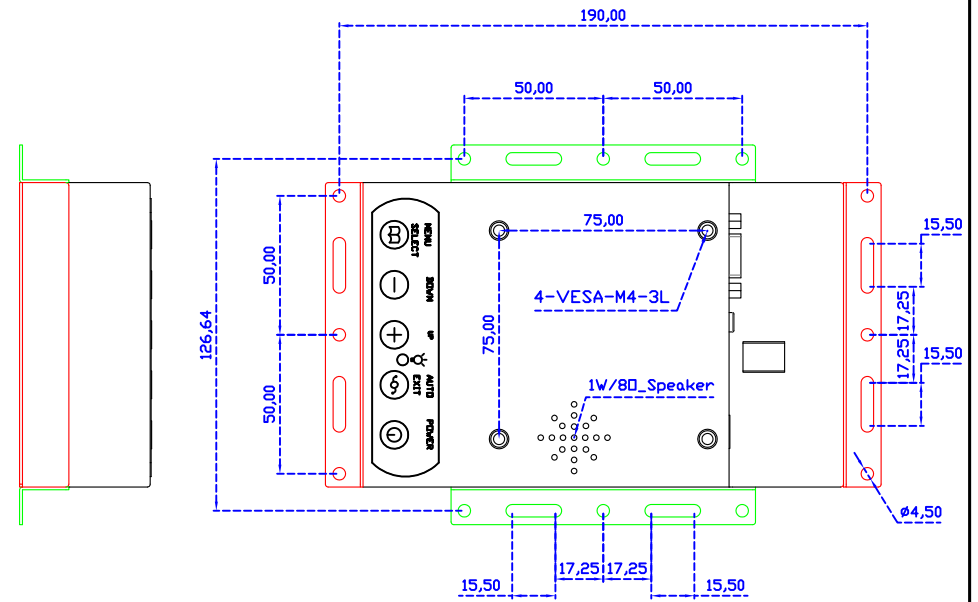 190,00
50,00
50,00
75,00
15,50
MENU
SELECT
50,00
17,25
4-VESA-M4-3L
DOWN
126,64
75,00
UP
17,25
15,50
1W/8Ω_Speaker
AUTO
EXIT
50,00
POWER
ø4,50
17,25
17,25
15,50
15,50